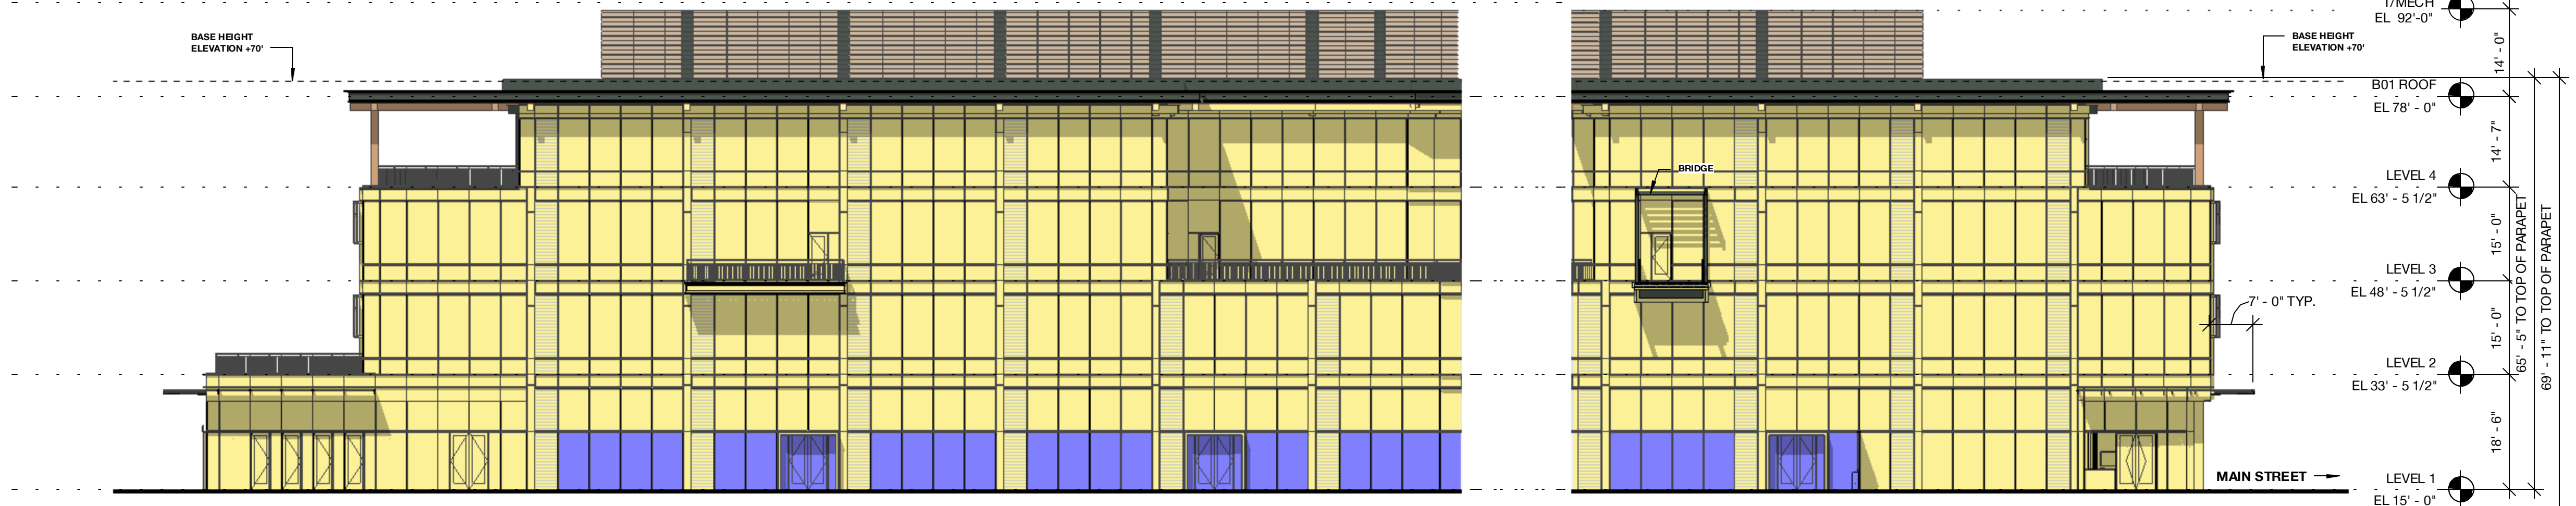 T/MECH
EL 92'-0"
BASE HEIGHT
ELEVATION +70'
BASE HEIGHT
ELEVATION +70'
14' - 0"
B01 ROOF
EL 78' - 0"
14' - 7"
BRIDGE
LEVEL 4
EL 63' - 5 1/2"
15' - 0"
LEVEL 3
EL 48' - 5 1/2"
7' - 0" TYP.
15' - 0"
65' - 5" TO TOP OF PARAPET
69' - 11" TO TOP OF PARAPET
LEVEL 2
EL 33' - 5 1/2"
18' - 6"
MAIN STREET
LEVEL 1
EL 15' - 0"